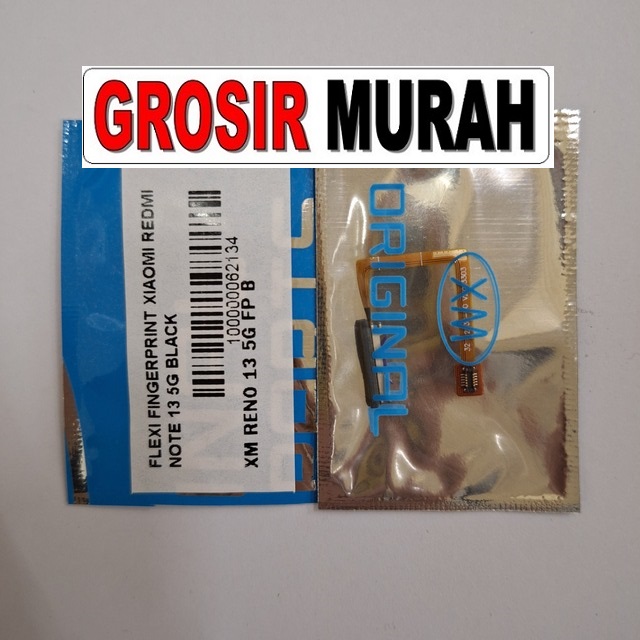 GROSIR MURAH
FLEXI FINGERPRINT XIAOMI REDMI
NOTE 13 5G BLACK
100000062134
XM RENO 13 5G FP B
ORIGINAL
XM